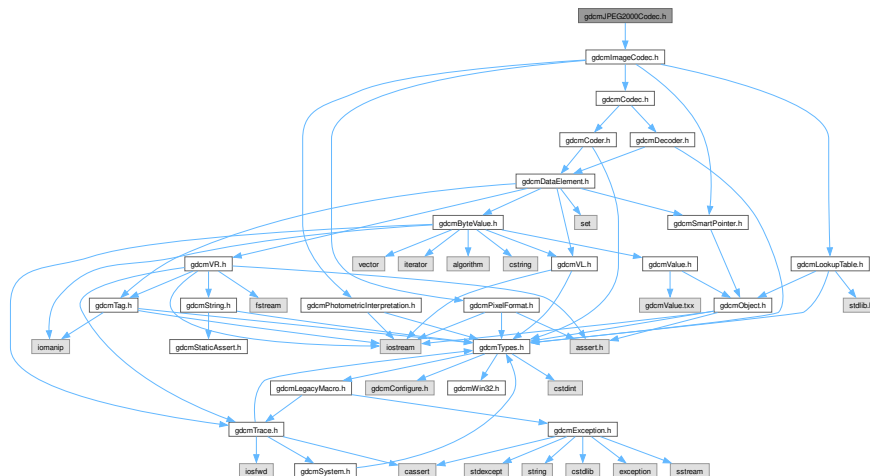 gdcmJPEG2000Codec.h
gdcmImageCodec.h
gdcmCodec.h
gdcmCoder.h
gdcmDecoder.h
gdcmDataElement.h
gdcmByteValue.h
set
gdcmSmartPointer.h
gdcmVR.h
vector
iterator
algorithm
cstring
gdcmVL.h
gdcmValue.h
gdcmLookupTable.h
gdcmTag.h
gdcmString.h
fstream
gdcmPhotometricInterpretation.h
gdcmPixelFormat.h
gdcmValue.txx
gdcmObject.h
stdlib.h
iomanip
gdcmStaticAssert.h
iostream
gdcmTypes.h
assert.h
gdcmLegacyMacro.h
gdcmConfigure.h
gdcmWin32.h
cstdint
gdcmTrace.h
gdcmException.h
iosfwd
gdcmSystem.h
cassert
stdexcept
string
cstdlib
exception
sstream